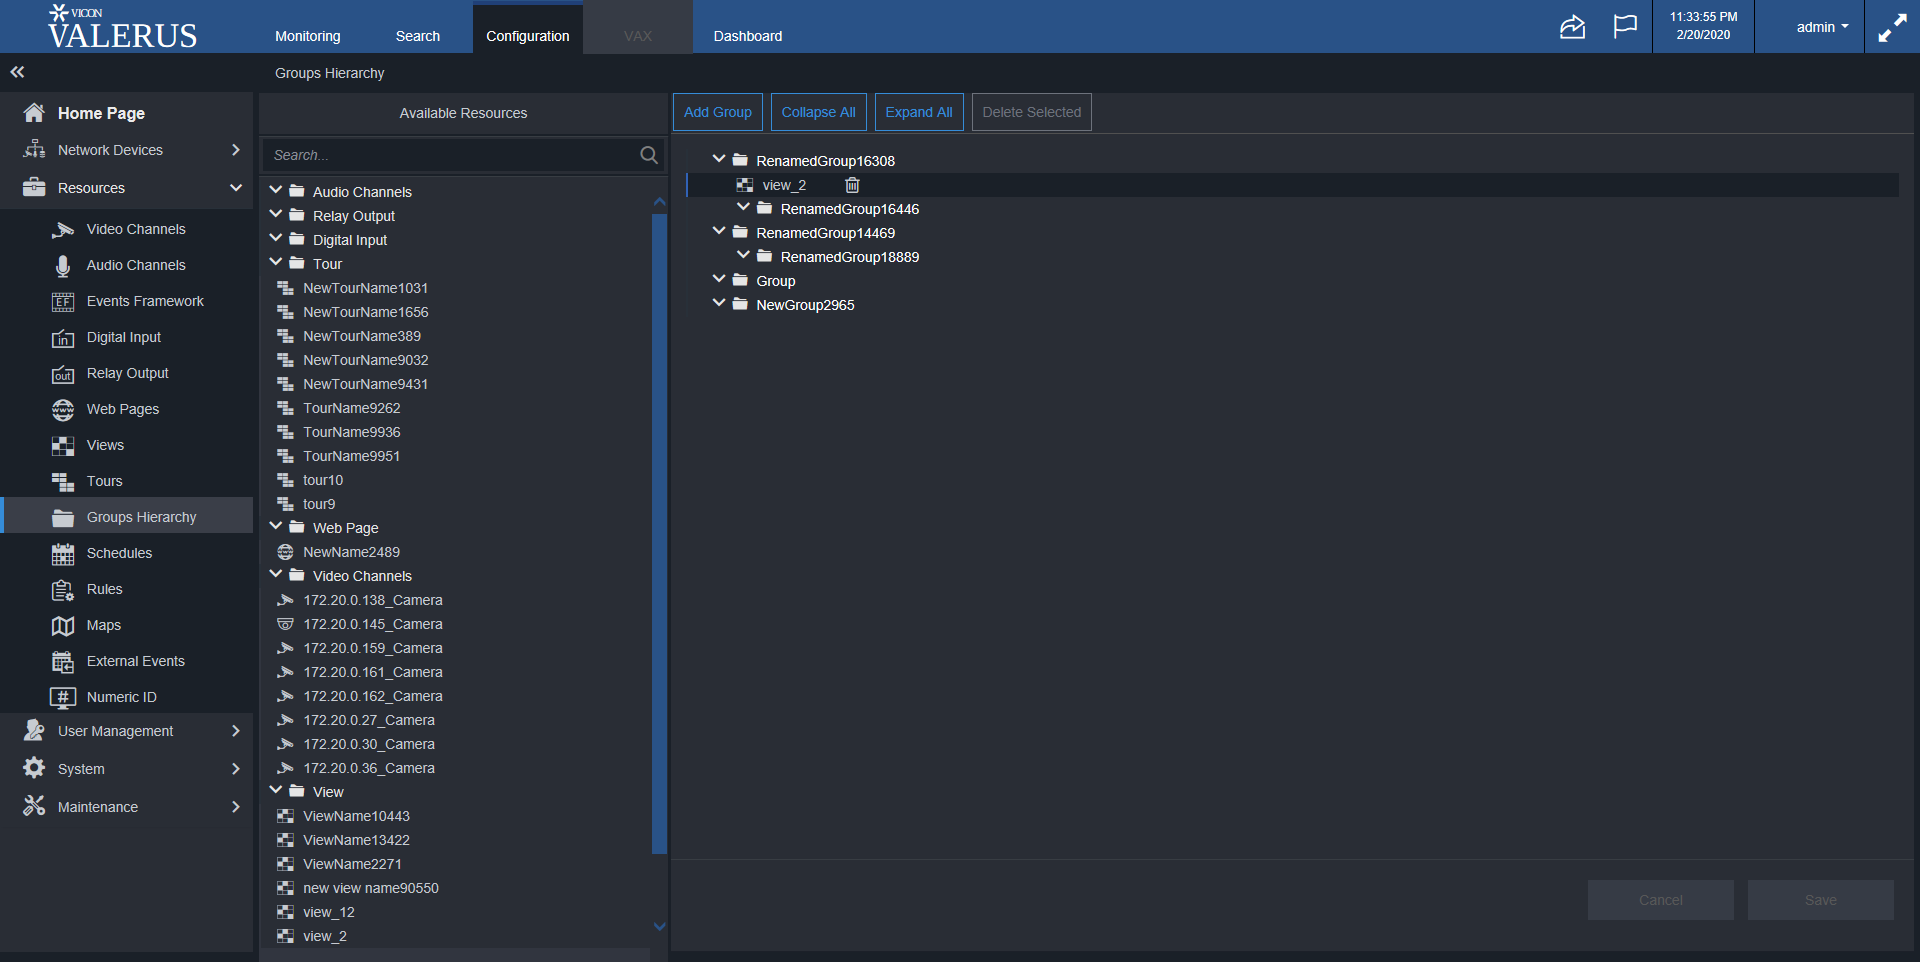 VICON
VALERUS
Monitoring
Search
Configuration
VAX
Dashboard
11:33:55 PM
2/20/2020
admin
Groups Hierarchy
Home Page
Network Devices
Resources
Video Channels
Audio Channels
EF
Events Framework
in
Digital Input
out
Relay Output
www
Web Pages
Views
Tours
Groups Hierarchy
Schedules
Rules
Maps
External Events
#
Numeric ID
User Management
System
Maintenance
Available Resources
Search...
Audio Channels
Relay Output
Digital Input
Tour
NewTourName1031
NewTourName1656
NewTourName389
NewTourName9032
NewTourName9431
TourName9262
TourName9936
TourName9951
tour10
tour9
Web Page
NewName2489
Video Channels
172.20.0.138_Camera
172.20.0.145_Camera
172.20.0.159_Camera
172.20.0.161_Camera
172.20.0.162_Camera
172.20.0.27_Camera
172.20.0.30_Camera
172.20.0.36_Camera
View
ViewName10443
ViewName13422
ViewName2271
new view name90550
view_12
view_2
Add Group
Collapse All
Expand All
Delete Selected
RenamedGroup16308
view_2
RenamedGroup16446
RenamedGroup14469
RenamedGroup18889
Group
NewGroup2965
Cancel
Save